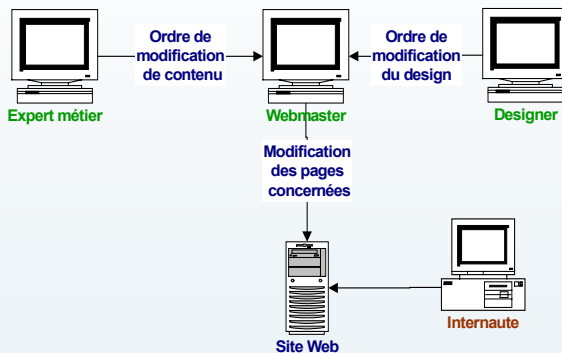 Ordre de
modification
de contenu
Ordre de
modification
du design
Expert métier
Webmaster
Designer
Modification
des pages
concernées
Internaute
Site Web